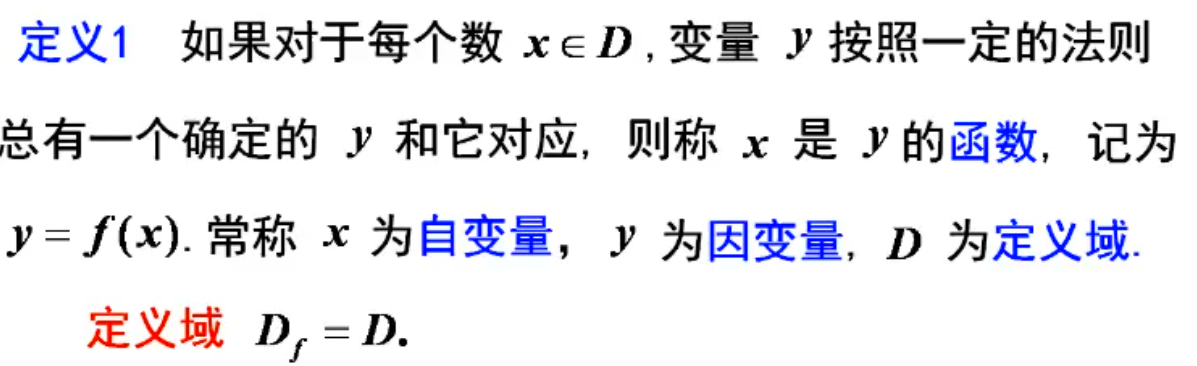 定义1 如果对于每个数 x∈D,变量 y 按照一定的法则
总有一个确定的 y 和它对应, 则称 x 是 y 的函数, 记为
y = f(x). 常称 x 为自变量, y 为因变量, D 为定义域.
定义域 D_f = D.